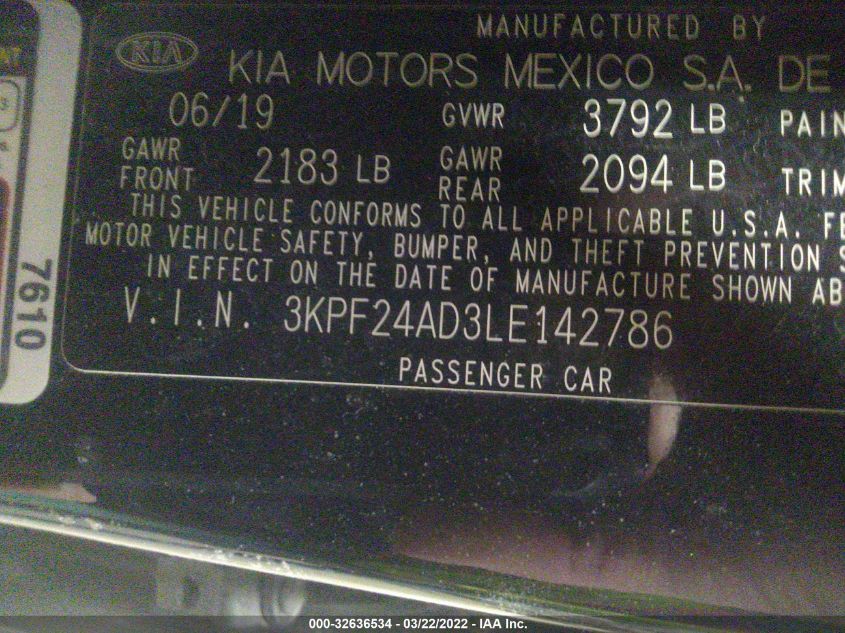 MANUFACTURED BY
KIA
KIA MOTORS MEXICO S.A. DE
06/19 GVWR 3792 LB PAIN
GAWR FRONT 2183 LB GAWR REAR 2094 LB TRIM
THIS VEHICLE CONFORMS TO ALL APPLICABLE U.S.A. FE
MOTOR VEHICLE SAFETY, BUMPER, AND THEFT PREVENTION S
IN EFFECT ON THE DATE OF MANUFACTURE SHOWN AB
V.I.N. 3KPF24AD3LE142786
PASSENGER CAR
7610
3
000-32636534 - 03/22/2022 - IAA Inc.